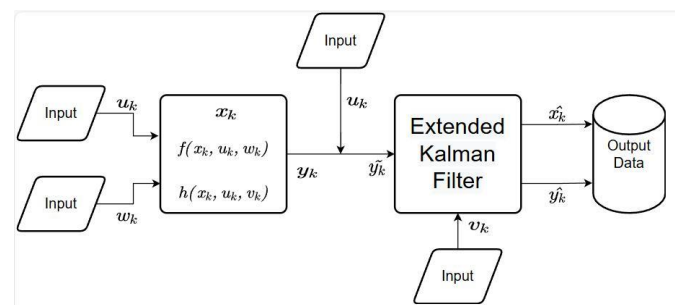 Input
u_k
Input
u_k
x_k
f(x_k, u_k, w_k)
h(x_k, u_k, v_k)
Input
w_k
y_k
ỹ_k
Extended
Kalman
Filter
v_k
Input
x̂_k
ŷ_k
Output
Data